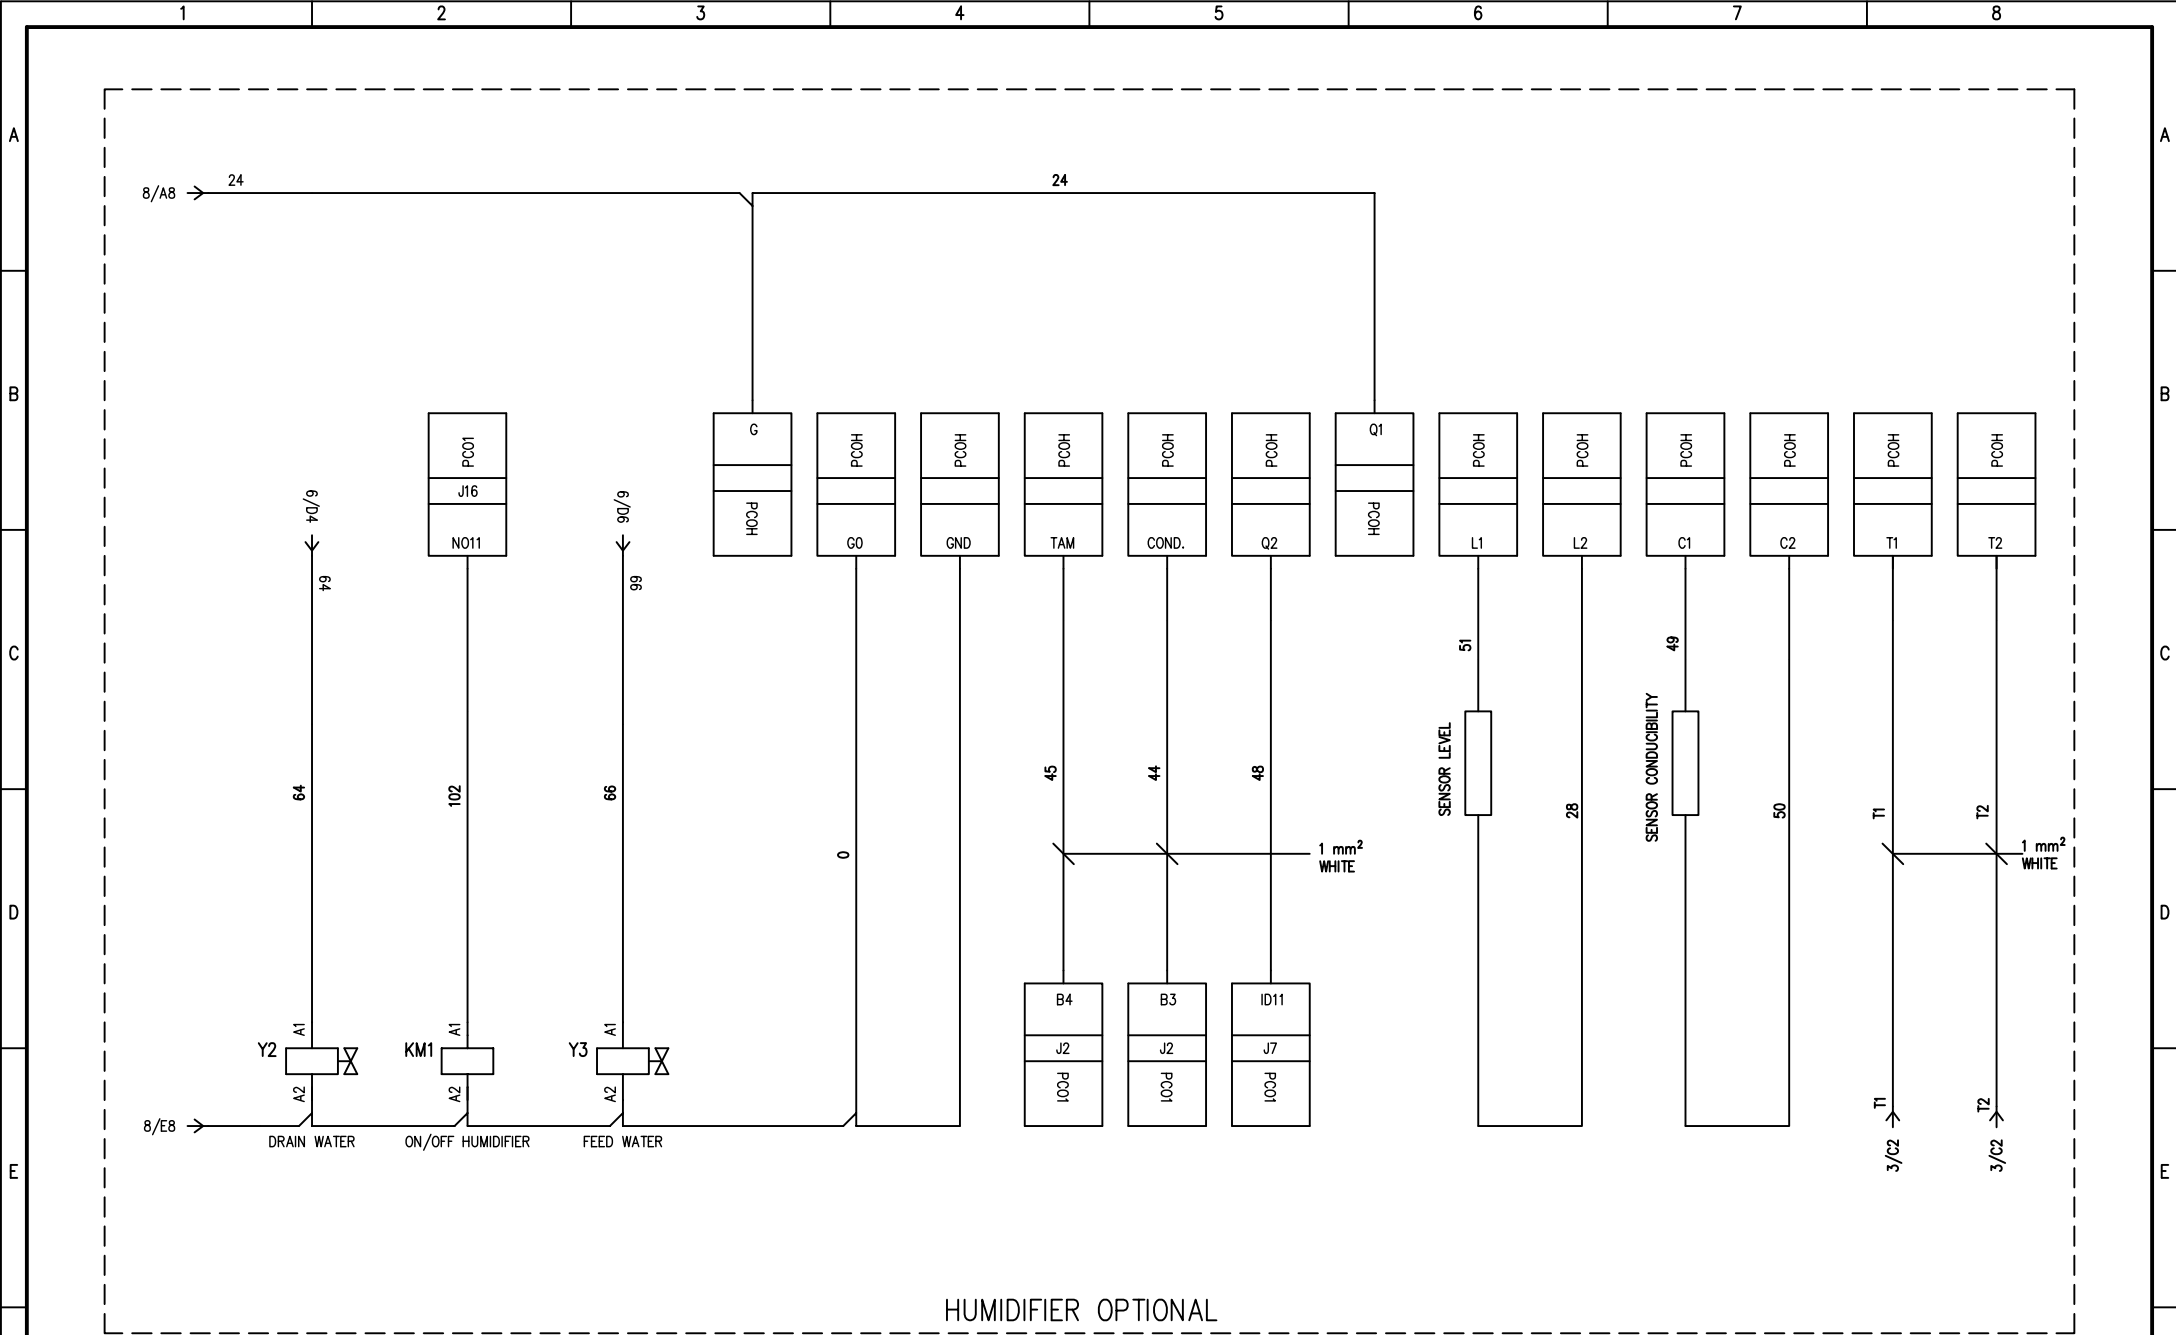 1 2 3 4 5 6 7 8
A A
24 24
8/A8
B B
PCO1 G PCOH PCOH PCOH PCOH PCOH Q1 PCOH PCOH PCOH PCOH PCOH PCOH
J16
6/D4 6/D6 PCOH PCOH
NO11 G0 GND TAM COND. Q2 L1 L2 C1 C2 T1 T2
64 66
C C
51 49
SENSOR LEVEL SENSOR CONDUCIBILITY
64 102 66 45 44 48 28 50 T1 T2
0
1 mm²
WHITE
1 mm²
WHITE
D D
B4 B3 ID11
A1 A1 A1
Y2 KM1 Y3 J2 J2 J7
A2 A2 A2 PCO1 PCO1 PCO1
T1 T2
8/E8
DRAIN WATER ON/OFF HUMIDIFIER FEED WATER
3/C2 3/C2
E E
HUMIDIFIER OPTIONAL